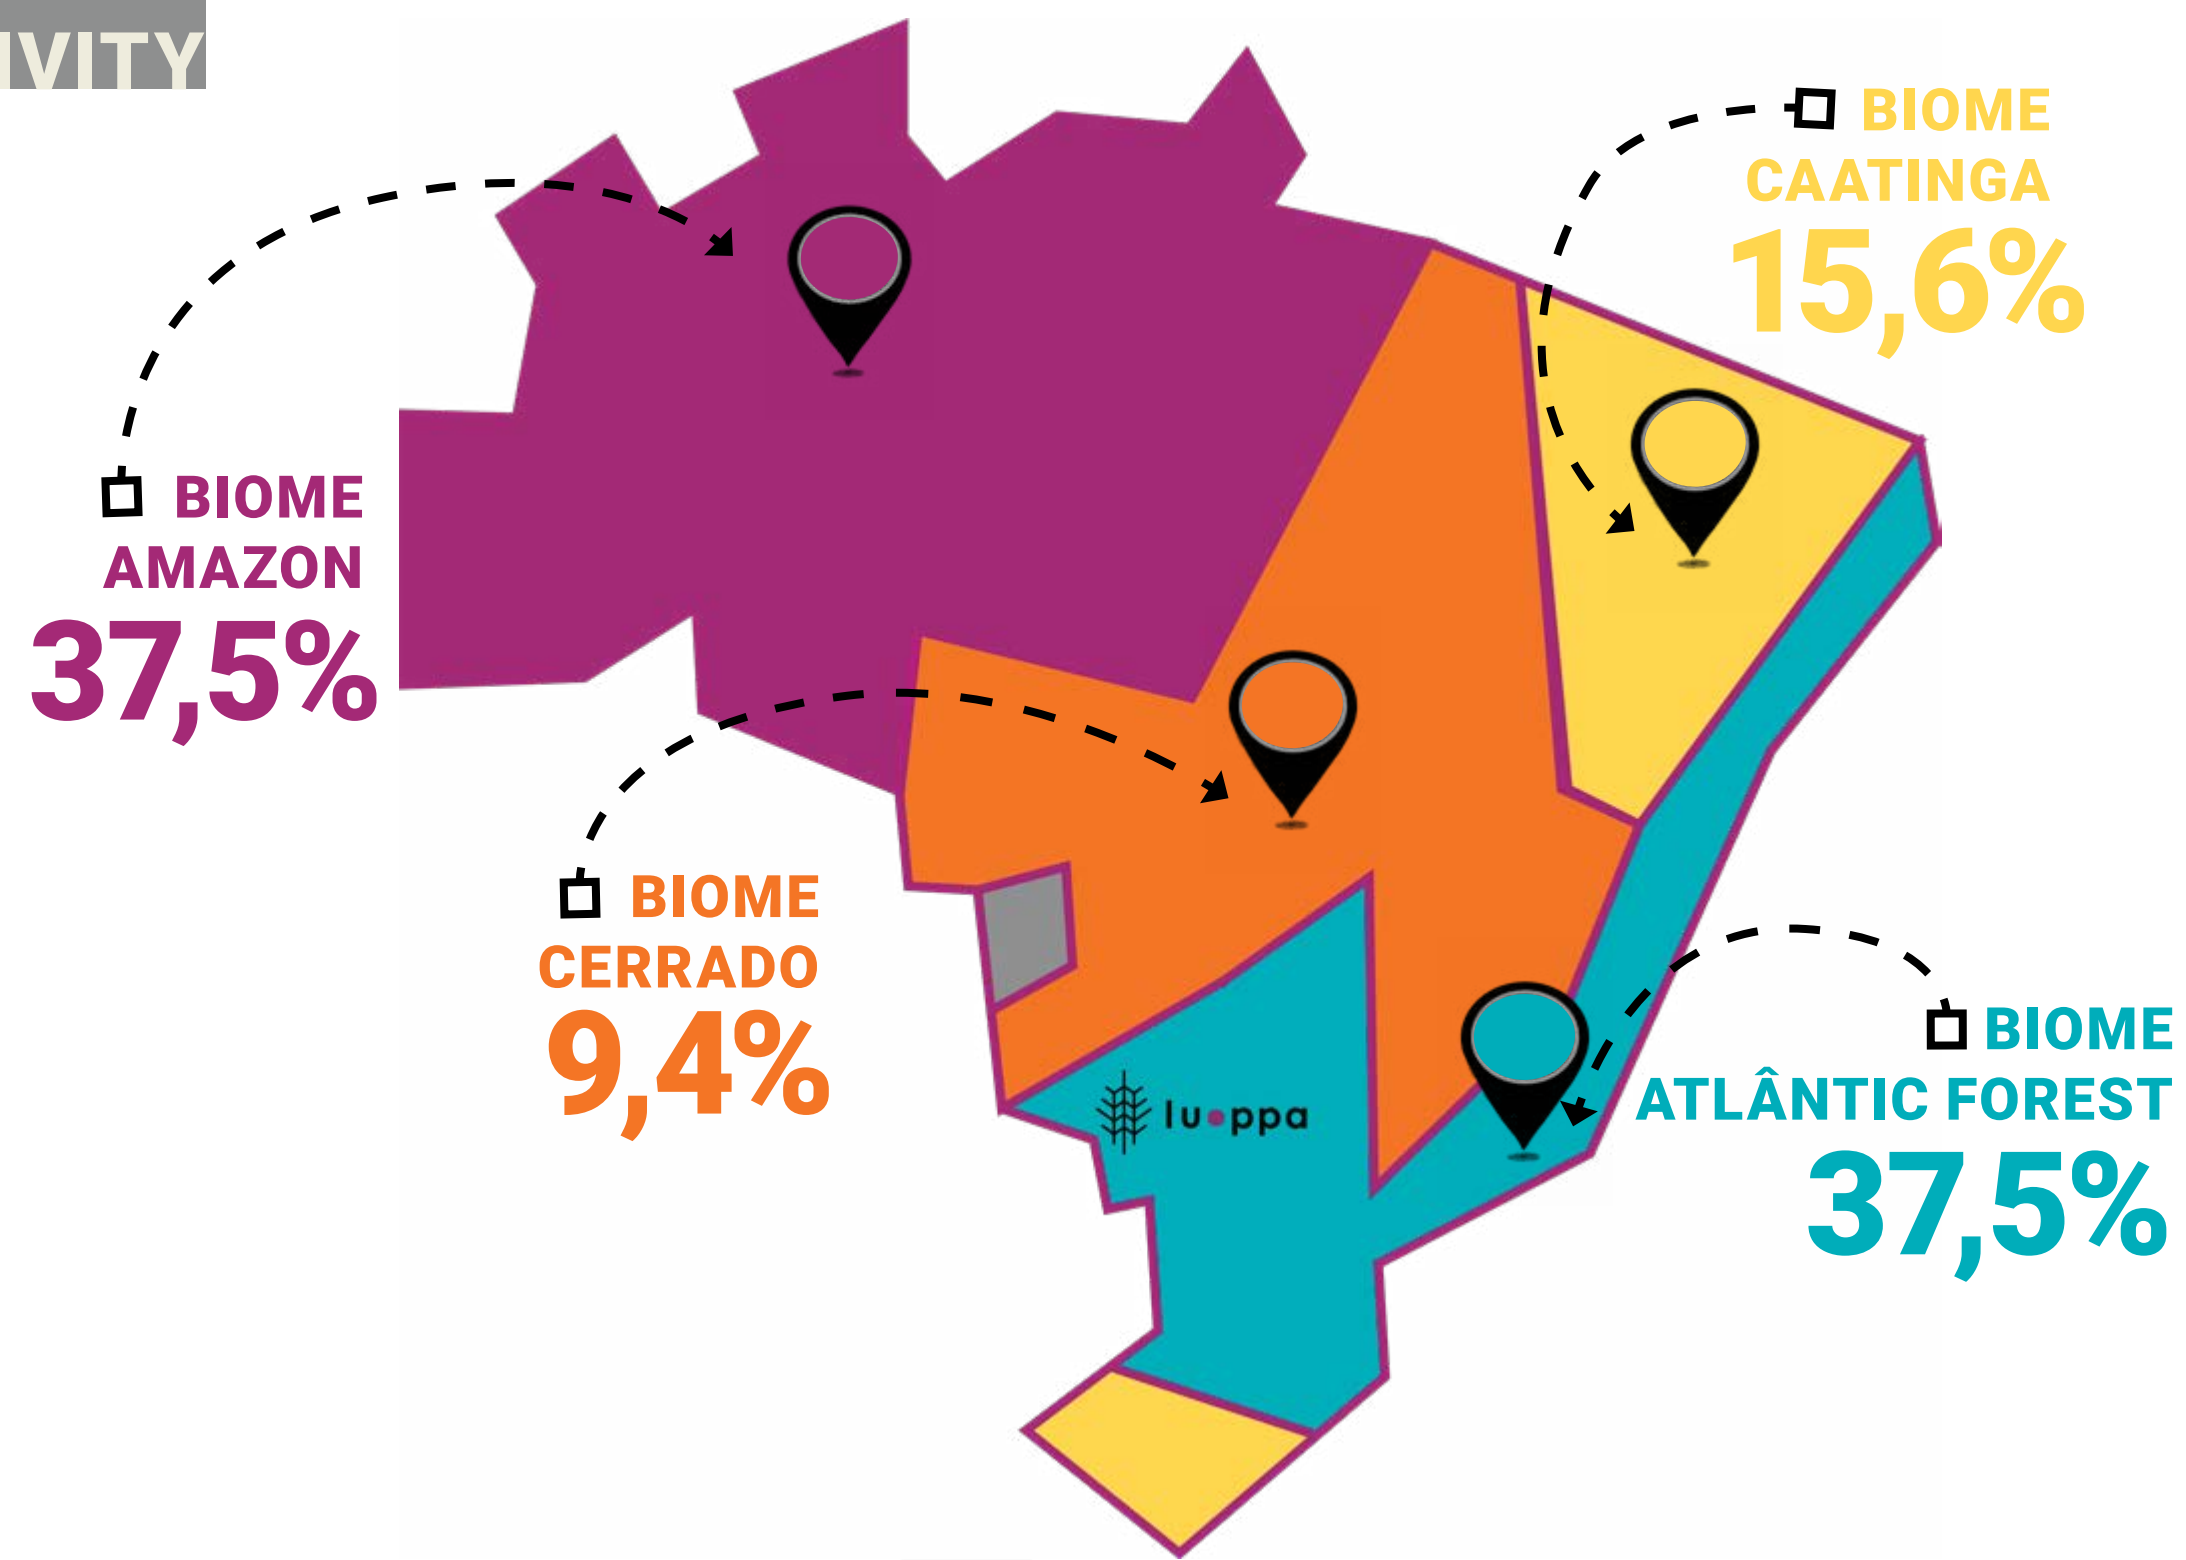 IVITY
BIOME
CAATINGA
15,6%
BIOME
AMAZON
37,5%
BIOME
CERRADO
9,4%
BIOME
ATLÂNTIC FOREST
37,5%
luoppa